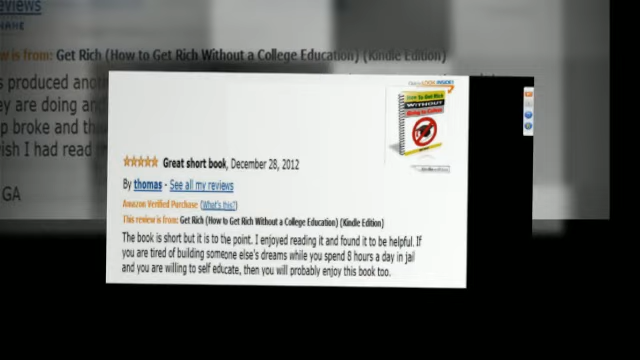 eviews
w is from: Get Rich (How to Get Rich Without a College Education) (Kindle Edition)
s produced anot
ey are doing and
p broke and tha
ish I had read
GA
LOOK INSIDE!
How To Get Rich
WITHOUT
Going to College
Great short book, December 28, 2012
By thomas - See all my reviews
Amazon Verified Purchase (What's this?)
This review is from: Get Rich (How to Get Rich Without a College Education) (Kindle Edition)
The book is short but it is to the point. I enjoyed reading it and found it to be helpful. If
you are tired of building someone else's dreams while you spend 8 hours a day in jail
and you are willing to self educate, then you will probably enjoy this book too.